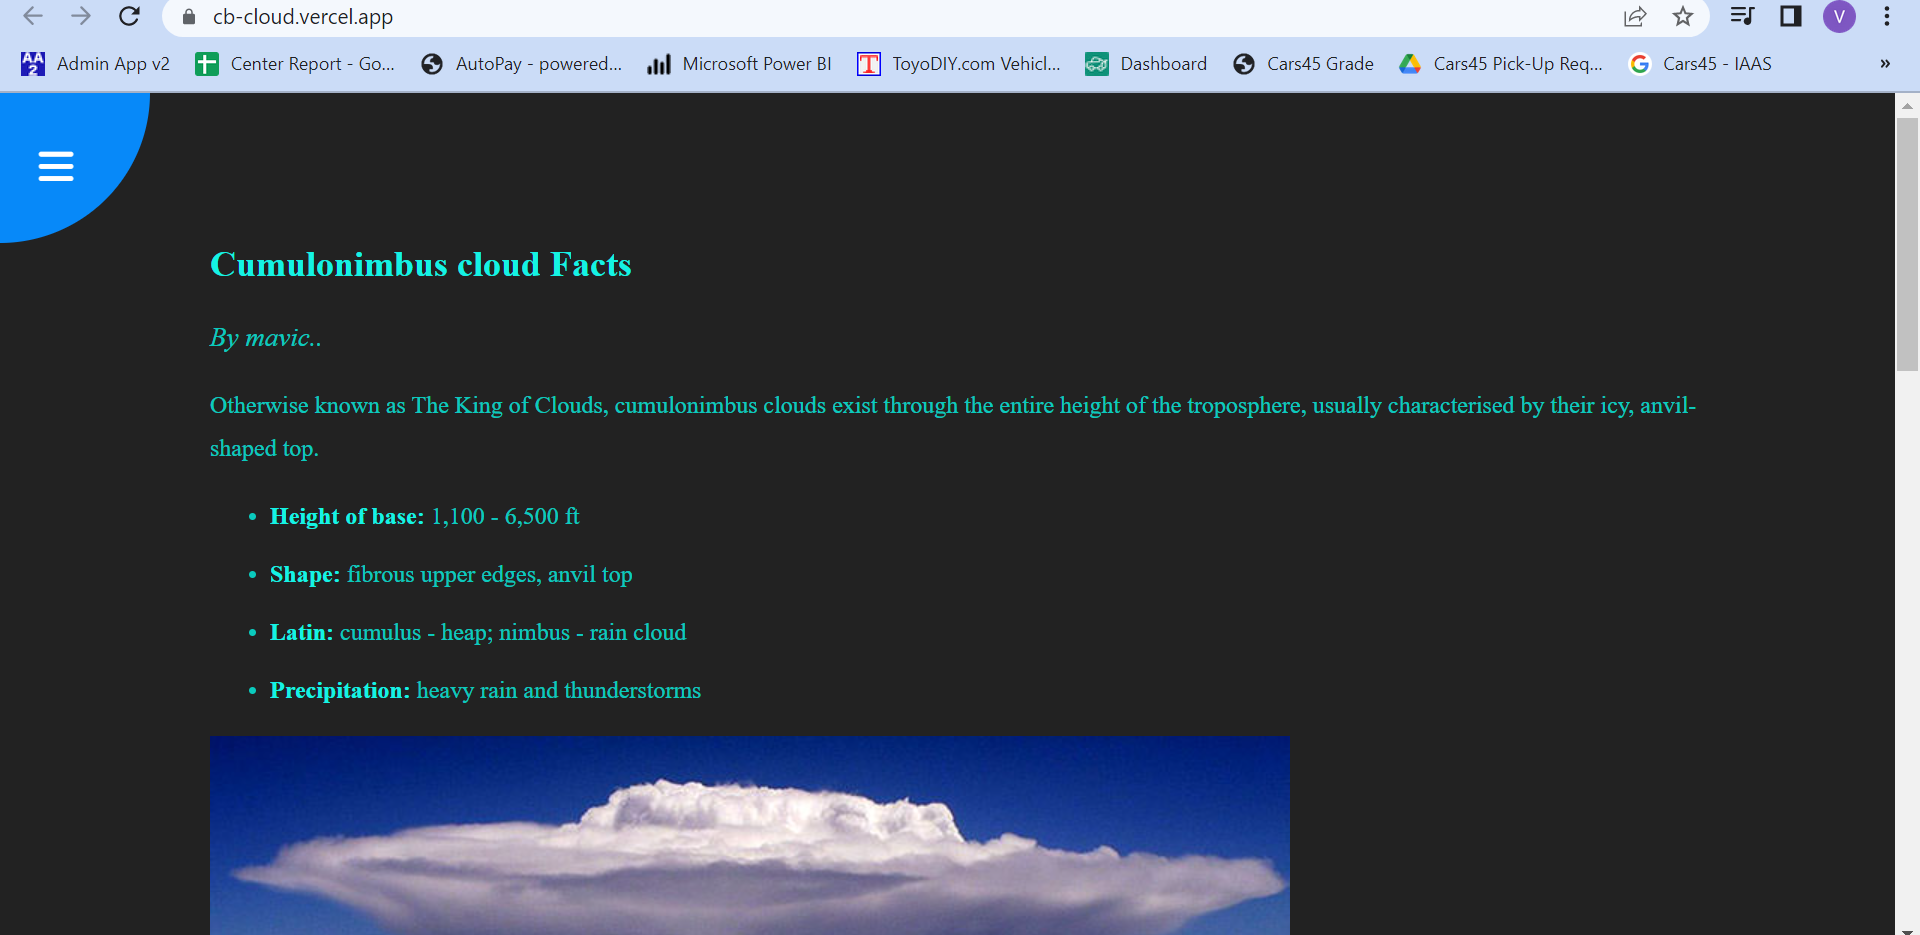 cb-cloud.vercel.app
V
AA 2 Admin App v2 Center Report - Go... AutoPay - powered... Microsoft Power BI T ToyoDIY.com Vehicl... Dashboard Cars45 Grade Cars45 Pick-Up Req... G Cars45 - IAAS »
Cumulonimbus cloud Facts
By mavic..
Otherwise known as The King of Clouds, cumulonimbus clouds exist through the entire height of the troposphere, usually characterised by their icy, anvil-
shaped top.
• Height of base: 1,100 - 6,500 ft
• Shape: fibrous upper edges, anvil top
• Latin: cumulus - heap; nimbus - rain cloud
• Precipitation: heavy rain and thunderstorms